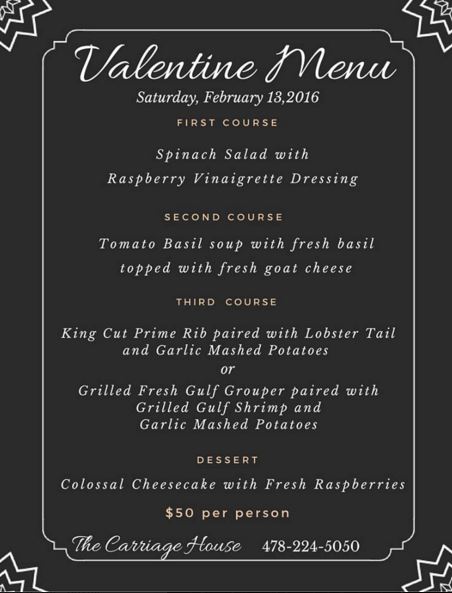 Valentine Menu
Saturday, February 13,2016
FIRST COURSE
Spinach Salad with
Raspberry Vinaigrette Dressing
SECOND COURSE
Tomato Basil soup with fresh basil
topped with fresh goat cheese
THIRD COURSE
King Cut Prime Rib paired with Lobster Tail
and Garlic Mashed Potatoes
or
Grilled Fresh Gulf Grouper paired with
Grilled Gulf Shrimp and
Garlic Mashed Potatoes
DESSERT
Colossal Cheesecake with Fresh Raspberries
$50 per person
The Carriage House 478-224-5050